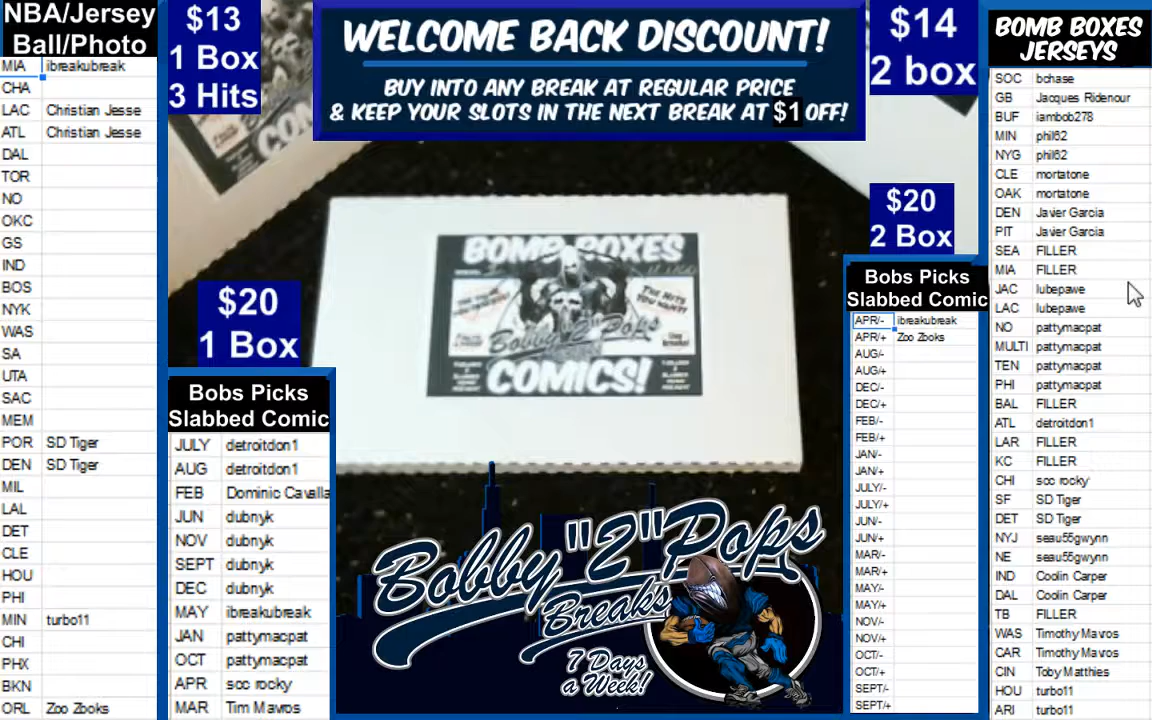 NBA/Jersey
Ball/Photo
MIA ibreakubreak
CHA
LAC Christian Jesse
ATL Christian Jesse
DAL
TOR
NO
OKC
GS
IND
BOS
NYK
WAS
SA
UTA
SAC
MEM
POR SD Tiger
DEN SD Tiger
MIL
LAL
DET
CLE
HOU
PHI
MIN turbo11
CHI
PHX
BKN
ORL Zoo Zbooks
$13
1 Box
3 Hits
WELCOME BACK DISCOUNT!
BUY INTO ANY BREAK AT REGULAR PRICE
& KEEP YOUR SLOTS IN THE NEXT BREAK AT $1 OFF!
$14
2 box
$20
2 Box
BOMB BOXES
Bobby "2" Pops
COMICS!
$20
1 Box
Bobs Picks
Slabbed Comic
JULY detroitdon1
AUG detroitdon1
FEB Dominic Cavalla
JUN dubnyk
NOV dubnyk
SEPT dubnyk
DEC dubnyk
MAY ibreakubreak
JAN pattymacpat
OCT pattymacpat
APR soc rocky
MAR Tim Mavros
Bobby "2" Pops
Breaks
7 Days
a Week!
Bobs Picks
Slabbed Comic
APR/- ibreakubreak
APR/+ Zoo Zbooks
AUG/-
AUG/+
DEC/-
DEC/+
FEB/-
FEB/+
JAN/-
JAN/+
JULY/-
JULY/+
JUN/-
JUN/+
MAR/-
MAR/+
MAY/-
MAY/+
NOV/-
NOV/+
OCT/-
OCT/+
SEPT/-
SEPT/+
BOMB BOXES
JERSEYS
SOC bchase
GB Jacques Ridenour
BUF iambob278
MIN phil62
NYG phil62
CLE mortatone
OAK mortatone
DEN Javier Garcia
PIT Javier Garcia
SEA FILLER
MIA FILLER
JAC lubepawe
LAC lubepawe
NO pattymacpat
MULTI pattymacpat
TEN pattymacpat
PHI pattymacpat
BAL FILLER
ATL detroitdon1
LAR FILLER
KC FILLER
CHI soc rocky
SF SD Tiger
DET SD Tiger
NYJ seau55gwynn
NE seau55gwynn
IND Coolin Carper
DAL Coolin Carper
TB FILLER
WAS Timothy Mavros
CAR Timothy Mavros
CIN Toby Matthies
HOU turbo11
ARI turbo11